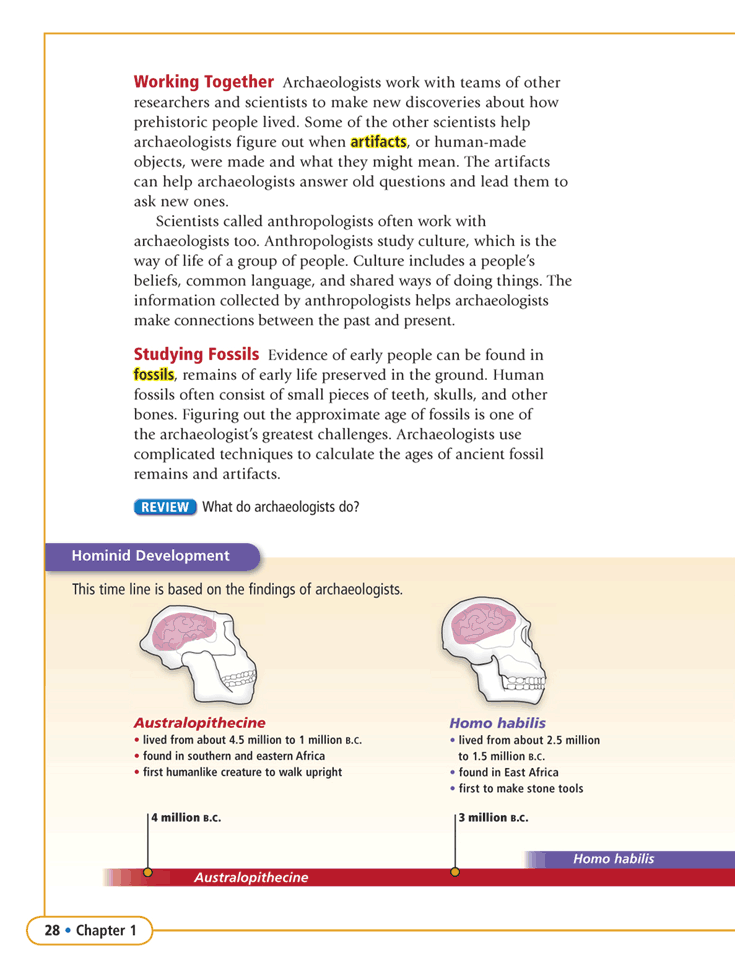 Working Together Archaeologists work with teams of other
researchers and scientists to make new discoveries about how
prehistoric people lived. Some of the other scientists help
archaeologists figure out when artifacts, or human-made
objects, were made and what they might mean. The artifacts
can help archaeologists answer old questions and lead them to
ask new ones.
Scientists called anthropologists often work with
archaeologists too. Anthropologists study culture, which is the
way of life of a group of people. Culture includes a people's
beliefs, common language, and shared ways of doing things. The
information collected by anthropologists helps archaeologists
make connections between the past and present.
Studying Fossils Evidence of early people can be found in
fossils, remains of early life preserved in the ground. Human
fossils often consist of small pieces of teeth, skulls, and other
bones. Figuring out the approximate age of fossils is one of
the archaeologist's greatest challenges. Archaeologists use
complicated techniques to calculate the ages of ancient fossil
remains and artifacts.
REVIEW What do archaeologists do?
Hominid Development
This time line is based on the findings of archaeologists.
Australopithecine
• lived from about 4.5 million to 1 million B.C.
• found in southern and eastern Africa
• first humanlike creature to walk upright
Homo habilis
• lived from about 2.5 million
to 1.5 million B.C.
• found in East Africa
• first to make stone tools
4 million B.C.
3 million B.C.
Homo habilis
Australopithecine
28 • Chapter 1